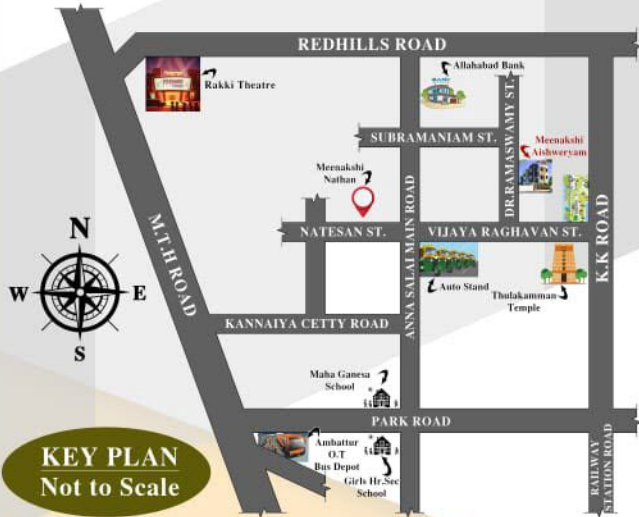 REDHILLS ROAD
Rakki Theatre
Allahabad Bank
SUBRAMANIAM ST.
DR.RAMASWAMY ST.
Meenakshi
Aishweryam
Meenakshi
Nathan
N
W
E
S
M.T.H ROAD
NATESAN ST.
ANNA SALAI MAIN ROAD
VIJAYA RAGHAVAN ST.
K.K ROAD
Auto Stand
Thulakamman
Temple
KANNAIYA CETTY ROAD
Maha Ganesa
School
PARK ROAD
Ambattur
O.T
Bus Depot
Girls Hr.Sec
School
RAILWAY
STATION ROAD
KEY PLAN
Not to Scale